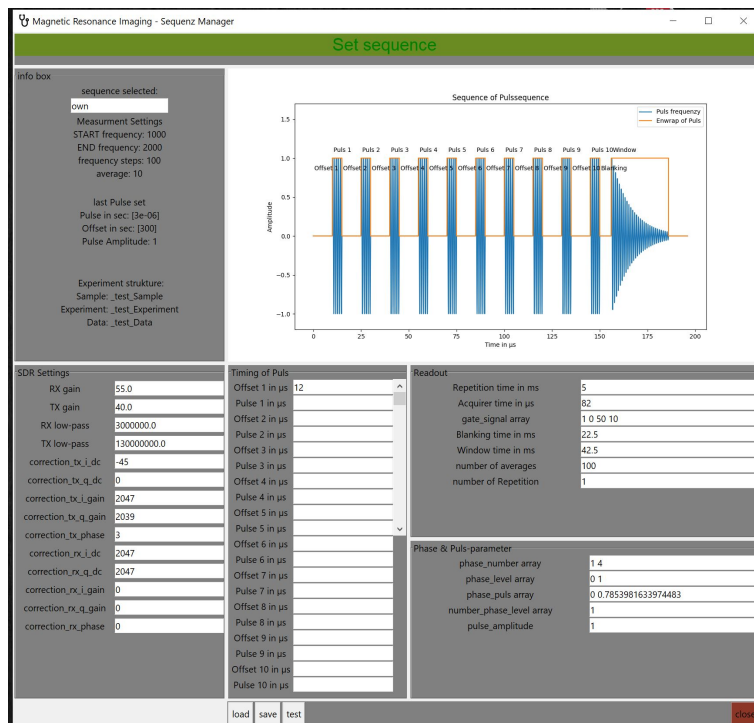 Magnetic Resonance Imaging - Sequenz Manager
Set sequence
info box
sequence selected:
own
Measurment Settings
START frequency: 1000
END frequency: 2000
frequency steps: 100
average: 10
last Pulse set
Pulse in sec: [3e-06]
Offset in sec: [300]
Pulse Amplitude: 1
Experiment strukture:
Sample: _test_Sample
Experiment: _test_Experiment
Data: _test_Data
Sequence of Pulssequence
Puls frequenzy
Enwrap of Puls
Puls 1 Puls 2 Puls 3 Puls 4 Puls 5 Puls 6 Puls 7 Puls 8 Puls 9 Puls 10 Window
Offset 1 Offset 2 Offset 3 Offset 4 Offset 5 Offset 6 Offset 7 Offset 8 Offset 9 Offset 10 Blanking
1.5
1.0
0.5
0.0
−0.5
−1.0
Amplitude
0 25 50 75 100 125 150 175 200
Time in µs
SDR Settings
RX gain 55.0
TX gain 40.0
RX low-pass 3000000.0
TX low-pass 130000000.0
correction_tx_i_dc -45
correction_tx_q_dc 0
correction_tx_i_gain 2047
correction_tx_q_gain 2039
correction_tx_phase 3
correction_rx_i_dc 2047
correction_rx_q_dc 2047
correction_rx_i_gain 0
correction_rx_q_gain 0
correction_rx_phase 0
Timing of Puls
Offset 1 in µs 12
Pulse 1 in µs
Offset 2 in µs
Pulse 2 in µs
Offset 3 in µs
Pulse 3 in µs
Offset 4 in µs
Pulse 4 in µs
Offset 5 in µs
Pulse 5 in µs
Offset 6 in µs
Pulse 6 in µs
Offset 7 in µs
Pulse 7 in µs
Offset 8 in µs
Pulse 8 in µs
Offset 9 in µs
Pulse 9 in µs
Offset 10 in µs
Pulse 10 in µs
Readout
Repetition time in ms 5
Acquirer time in µs 82
gate_signal array 1 0 50 10
Blanking time in ms 22.5
Window time in ms 42.5
number of averages 100
number of Repetition 1
Phase & Puls-parameter
phase_number array 1 4
phase_level array 0 1
phase_puls array 0 0.7853981633974483
number_phase_level array 1
pulse_amplitude 1
load save test close